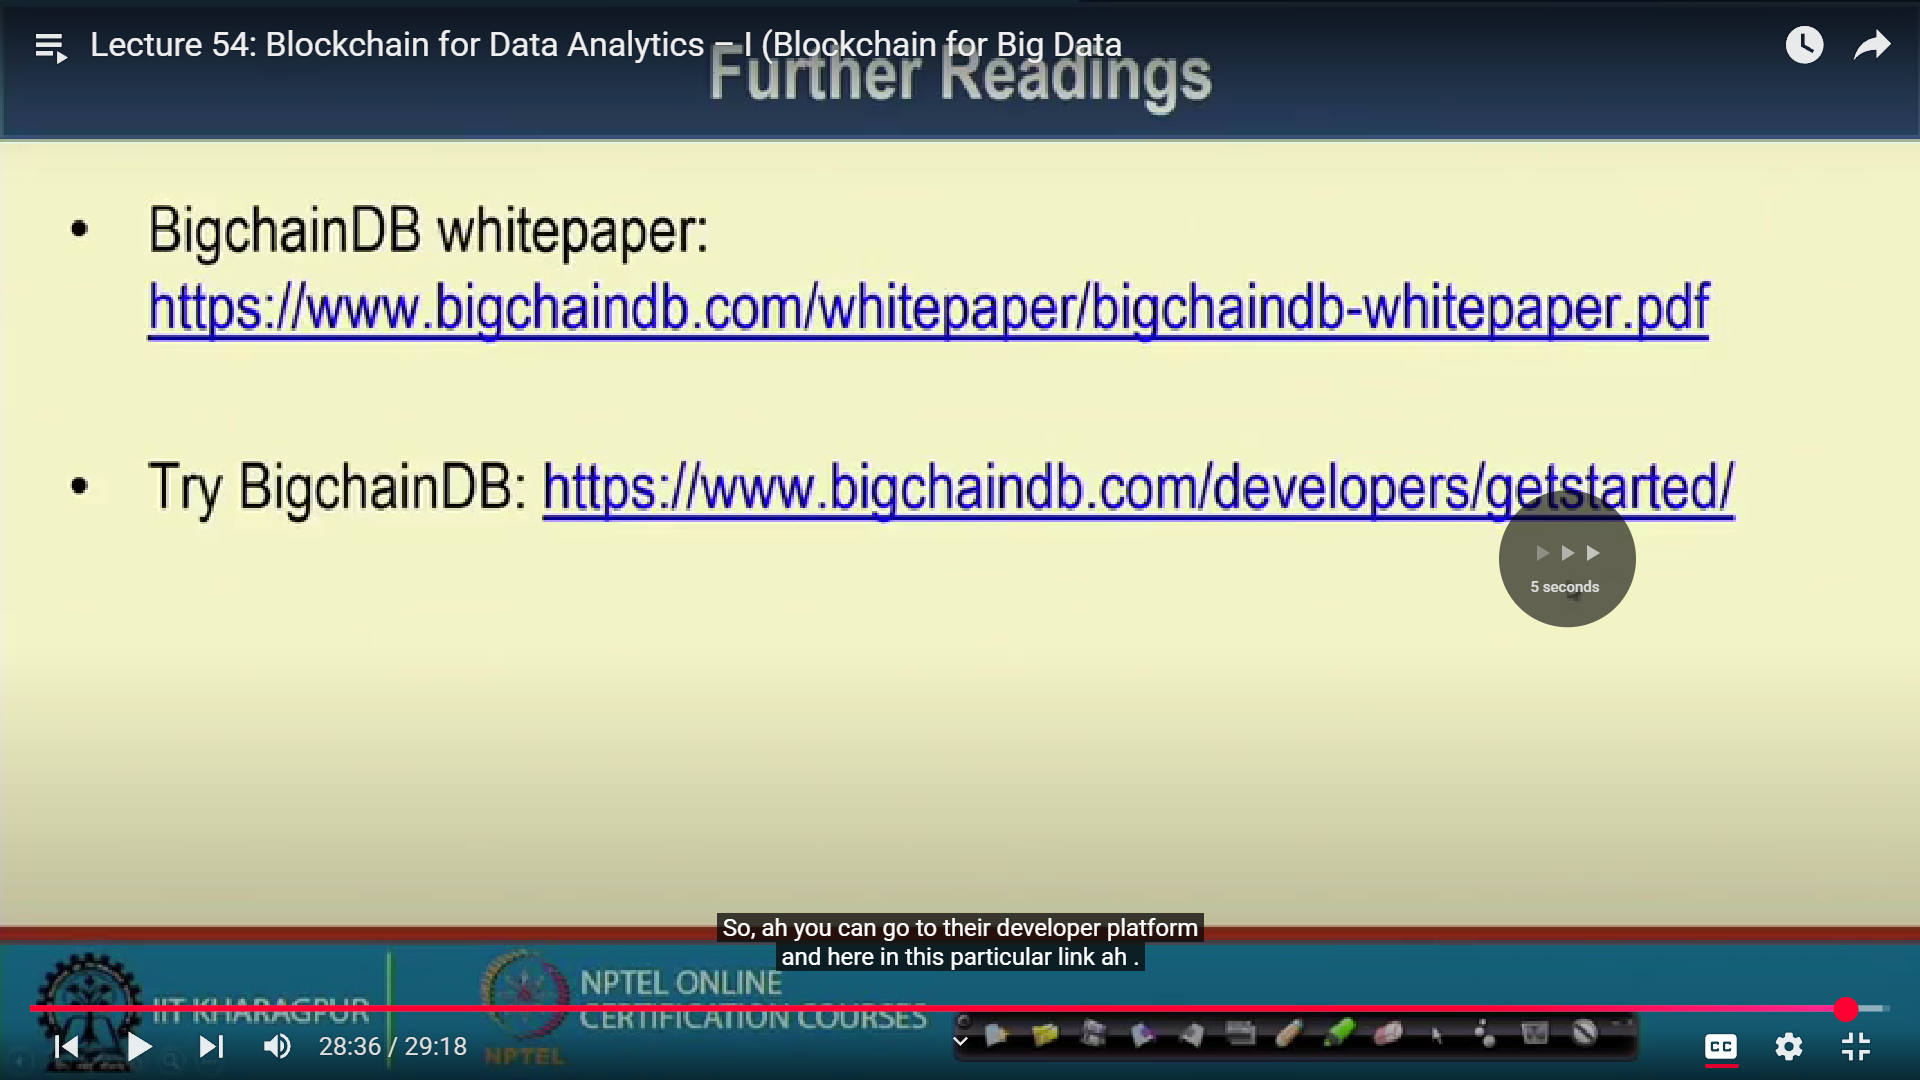 Lecture 54: Blockchain for Data Analytics – I (Blockchain for Big Data
Further Readings
• BigchainDB whitepaper:
https://www.bigchaindb.com/whitepaper/bigchaindb-whitepaper.pdf
• Try BigchainDB: https://www.bigchaindb.com/developers/getstarted/
5 seconds
So, ah you can go to their developer platform
and here in this particular link ah .
IIT KHARAGPUR
NPTEL ONLINE
CERTIFICATION COURSES
NPTEL
28:36 / 29:18
CC